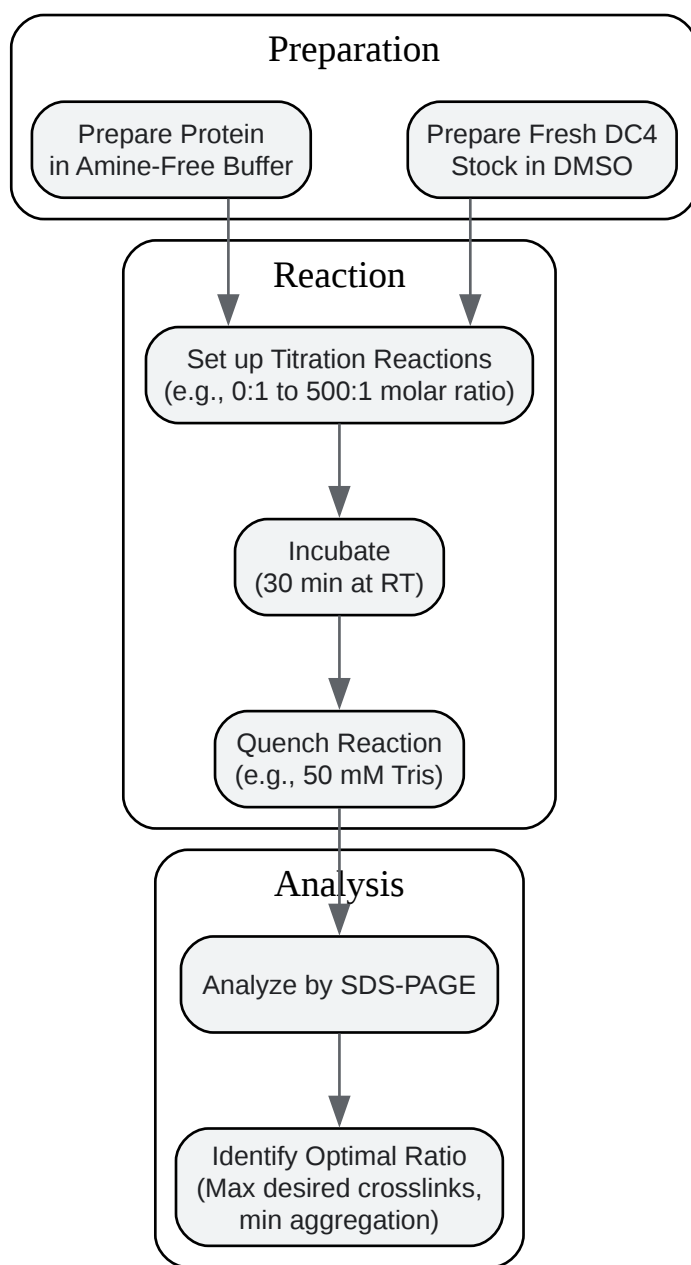 Preparation
Prepare Protein
in Amine-Free Buffer
Prepare Fresh DC4
Stock in DMSO
Reaction
Set up Titration Reactions
(e.g., 0:1 to 500:1 molar ratio)
Incubate
(30 min at RT)
Quench Reaction
(e.g., 50 mM Tris)
Analysis
Analyze by SDS-PAGE
Identify Optimal Ratio
(Max desired crosslinks,
min aggregation)